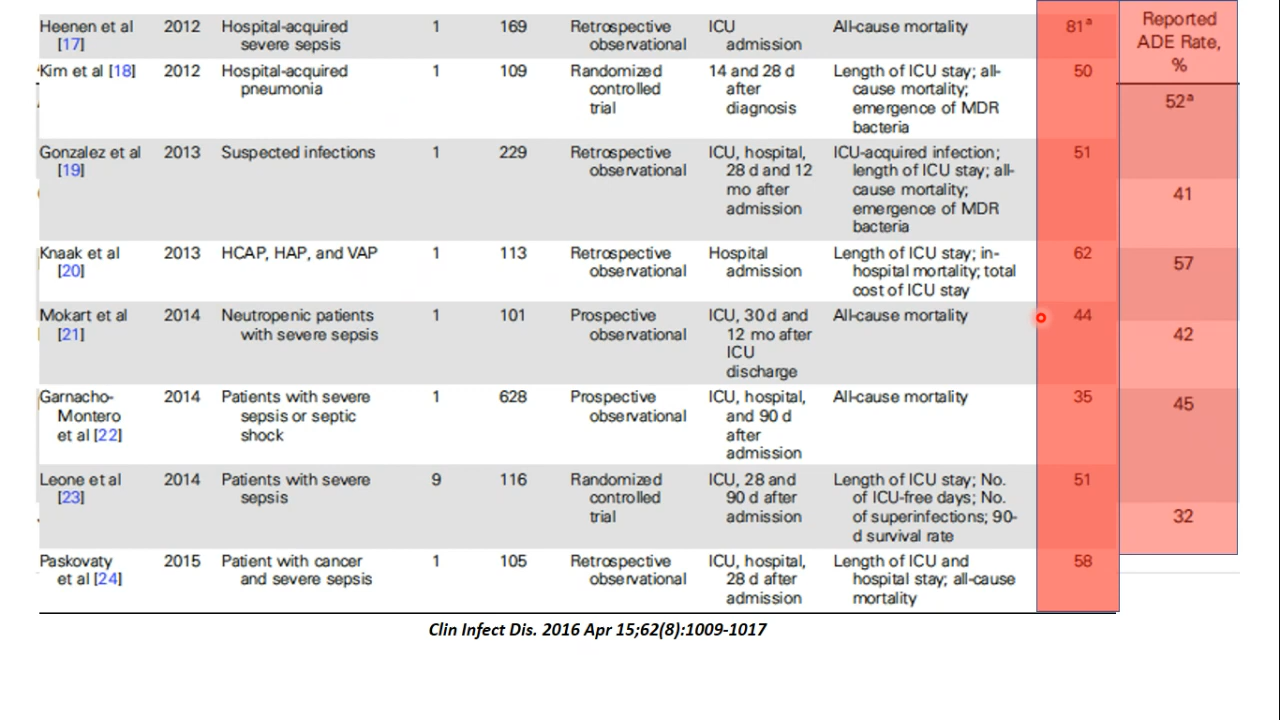 Heenen et al 2012 Hospital-acquired 1 169 Retrospective ICU All-cause mortality 81ª
[17] severe sepsis observational admission
Kim et al [18] 2012 Hospital-acquired 1 109 Randomized 14 and 28 d Length of ICU stay; all- 50
pneumonia controlled after cause mortality;
trial diagnosis emergence of MDR
bacteria
Gonzalez et al 2013 Suspected infections 1 229 Retrospective ICU, hospital, ICU-acquired infection; 51
[19] observational 28 d and 12 length of ICU stay; all-
mo after cause mortality;
admission emergence of MDR
bacteria
Knaak et al 2013 HCAP, HAP, and VAP 1 113 Retrospective Hospital Length of ICU stay; in- 62
[20] observational admission hospital mortality; total
cost of ICU stay
Mokart et al 2014 Neutropenic patients 1 101 Prospective ICU, 30 d and All-cause mortality 44
[21] with severe sepsis observational 12 mo after
ICU
discharge
Garnacho- 2014 Patients with severe 1 628 Prospective ICU, hospital, All-cause mortality 35
Montero sepsis or septic observational and 90 d
et al [22] shock after
admission
Leone et al 2014 Patients with severe 9 116 Randomized ICU, 28 and Length of ICU stay; No. 51
[23] sepsis controlled 90 d after of ICU-free days; No.
trial admission of superinfections; 90-
d survival rate
Paskovaty 2015 Patient with cancer 1 105 Retrospective ICU, hospital, Length of ICU and 58
et al [24] and severe sepsis observational 28 d after hospital stay; all-cause
admission mortality
Reported
ADE Rate,
%
52ª
41
57
42
45
32
Clin Infect Dis. 2016 Apr 15;62(8):1009-1017